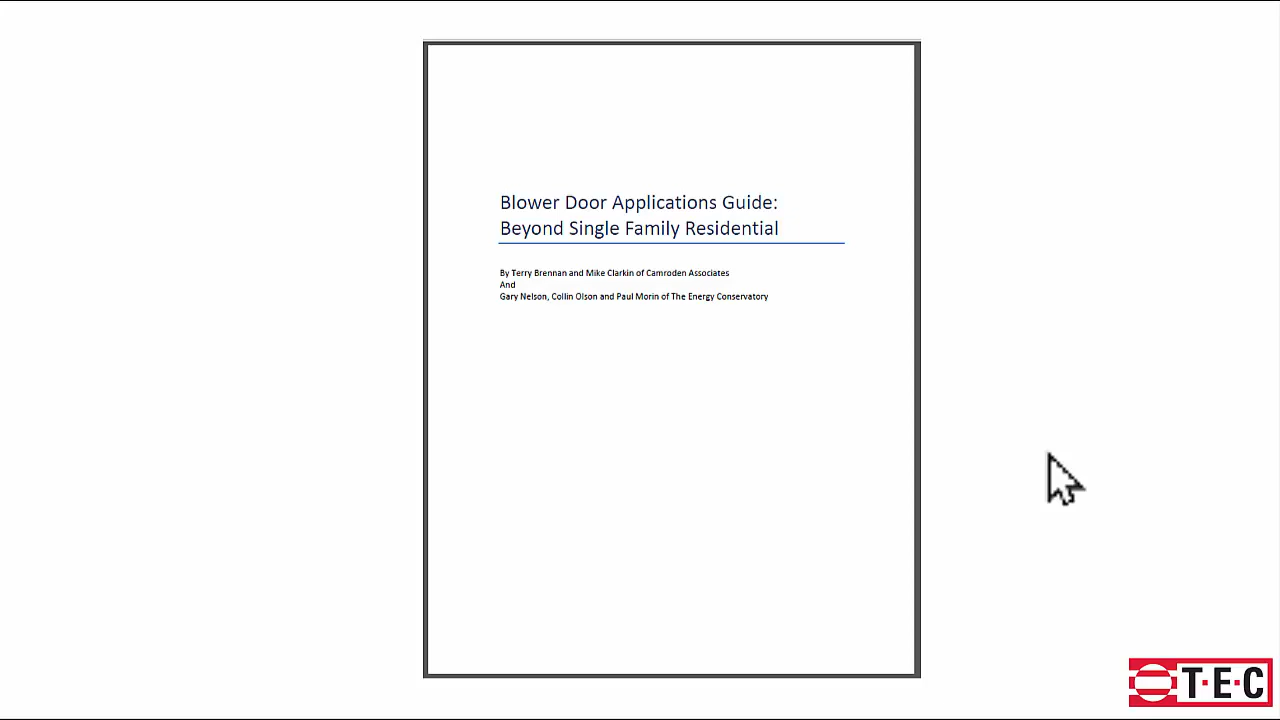 Blower Door Applications Guide:
Beyond Single Family Residential
By Terry Brennan and Mike Clarkin of Camroden Associates
And
Gary Nelson, Collin Olson and Paul Morin of The Energy Conservatory
T·E·C